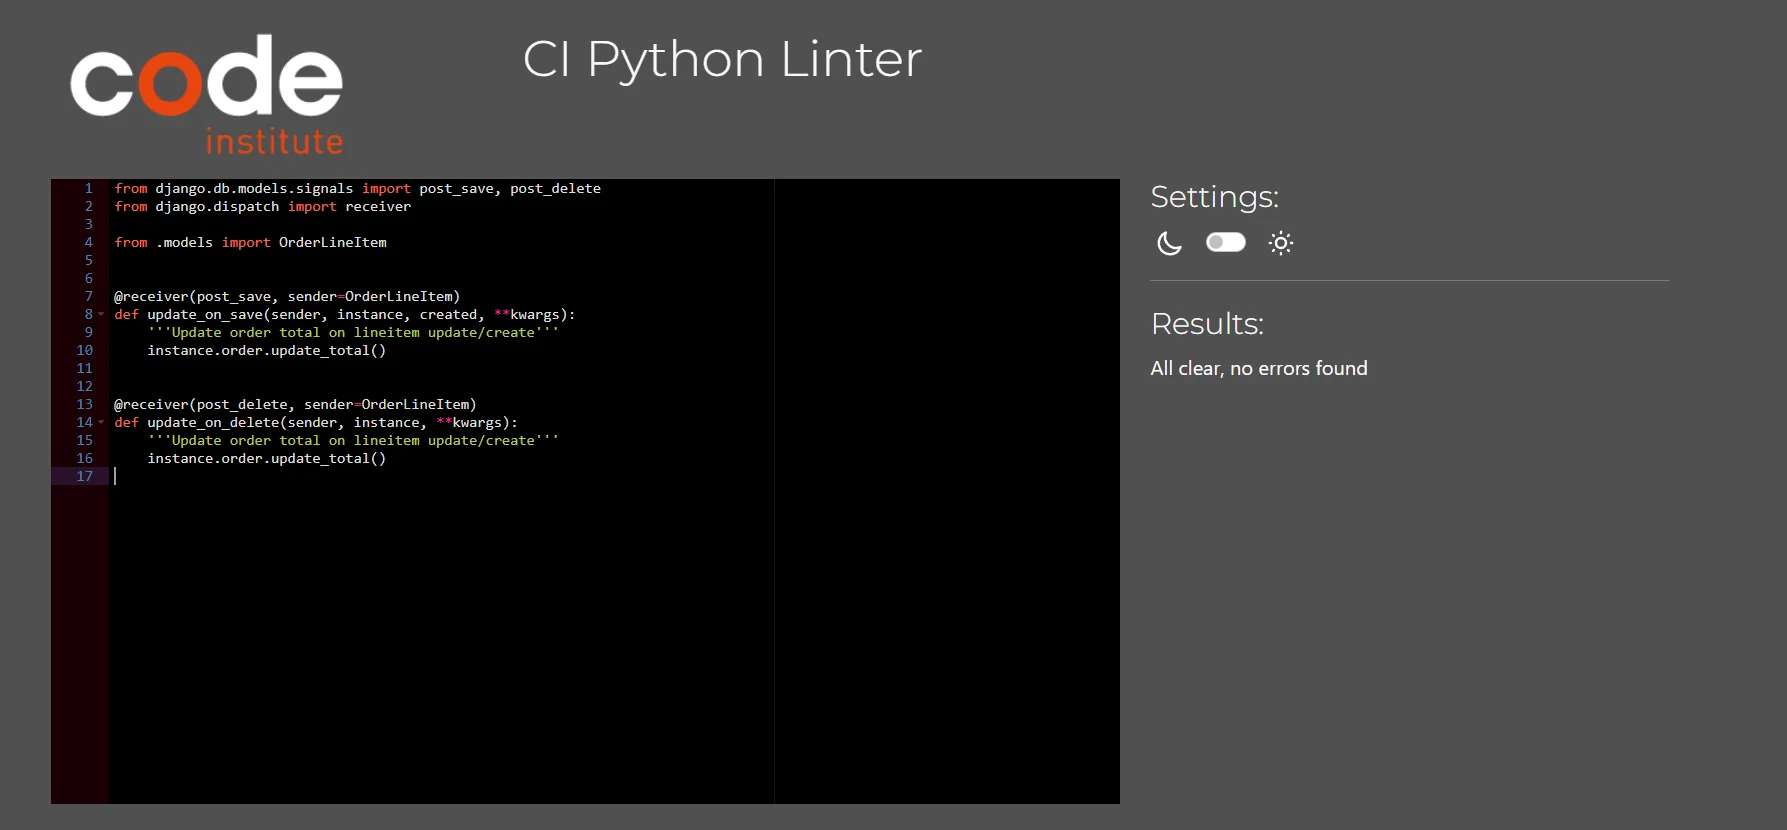 code
institute
CI Python Linter
1 from django.db.models.signals import post_save, post_delete
2 from django.dispatch import receiver
3
4 from .models import OrderLineItem
5
6
7 @receiver(post_save, sender=OrderLineItem)
8 def update_on_save(sender, instance, created, **kwargs):
9     '''Update order total on lineitem update/create'''
10     instance.order.update_total()
11
12
13 @receiver(post_delete, sender=OrderLineItem)
14 def update_on_delete(sender, instance, **kwargs):
15     '''Update order total on lineitem update/create'''
16     instance.order.update_total()
17
Settings:
Results:
All clear, no errors found